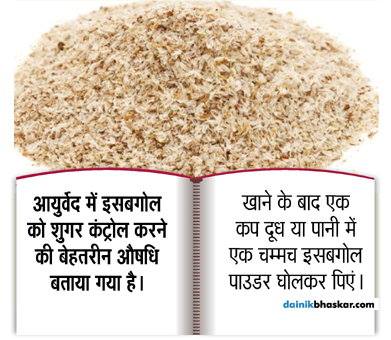 आयुर्वेद में इसबगोल
को शुगर कंट्रोल करने
की बेहतरीन औषधि
बताया गया है।
खाने के बाद एक
कप दूध या पानी में
एक चम्मच इसबगोल
पाउडर घोलकर पिएं।
dainikbhaskar.com